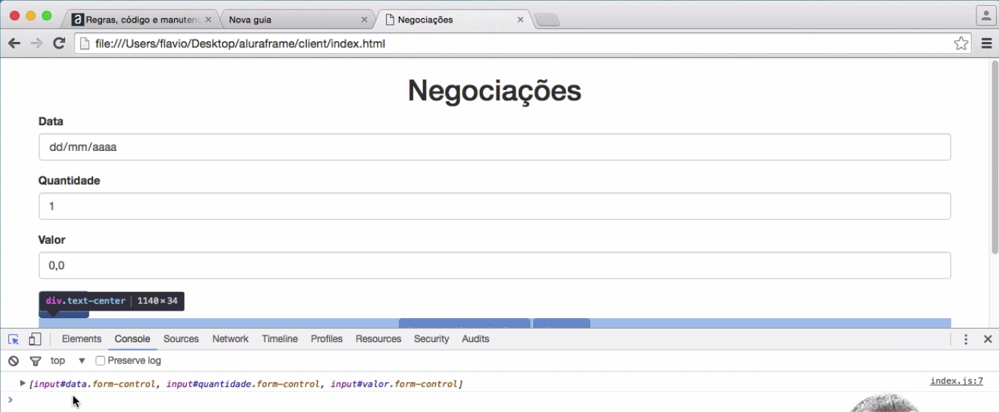 Regras, código e manutenç
Nova guia
Negociações
file:///Users/flavio/Desktop/aluraframe/client/index.html
Negociações
Data
dd/mm/aaaa
Quantidade
1
Valor
0,0
div.text-center | 1140×34
Elements Console Sources Network Timeline Profiles Resources Security Audits
top Preserve log
[input#data.form-control, input#quantidade.form-control, input#valor.form-control] index.js:7